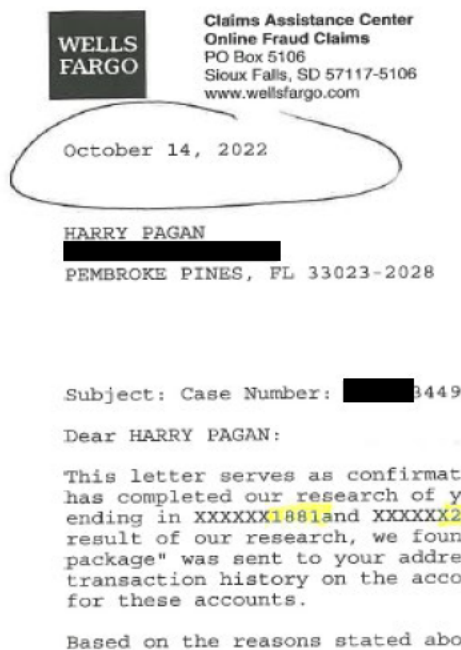 WELLS
FARGO
Claims Assistance Center
Online Fraud Claims
PO Box 5106
Sioux Falls, SD 57117-5106
www.wellsfargo.com
October 14, 2022
HARRY PAGAN
PEMBROKE PINES, FL 33023-2028
Subject: Case Number: 3449
Dear HARRY PAGAN:
This letter serves as confirmat
has completed our research of y
ending in XXXXXX1881and XXXXXX2
result of our research, we foun
package" was sent to your addre
transaction history on the acco
for these accounts.
Based on the reasons stated abo